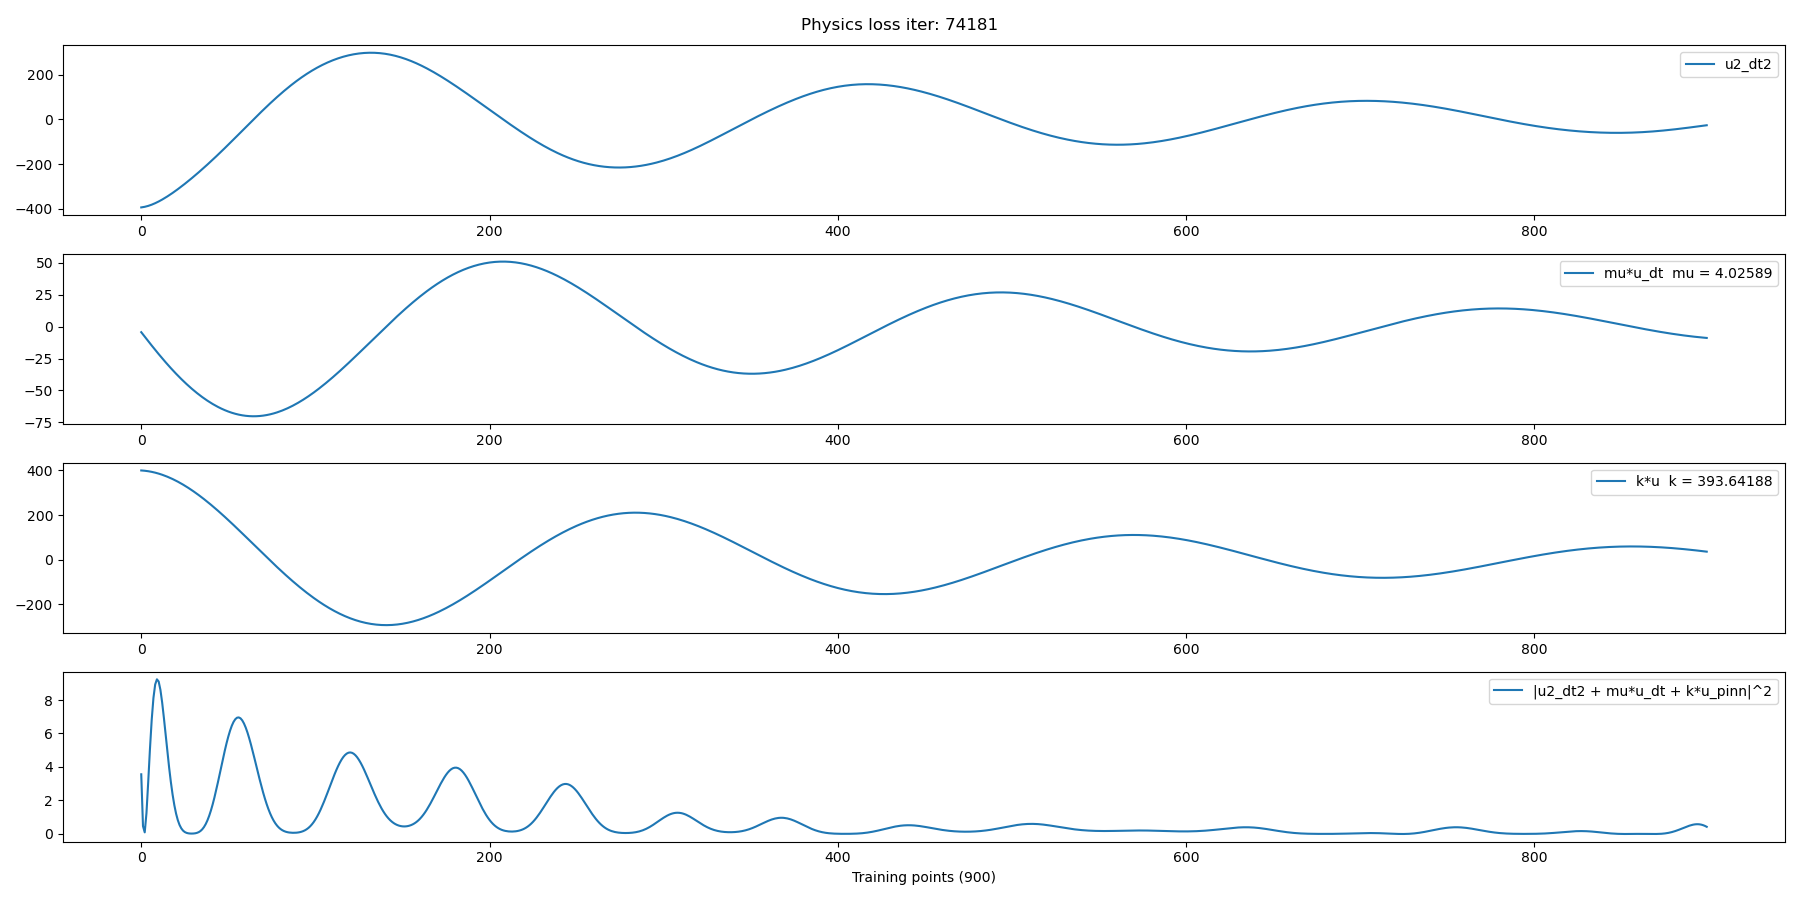 Physics loss iter: 74181
u2_dt2
200
0
−200
−400
0 200 400 600 800
mu*u_dt  mu = 4.02589
50
25
0
−25
−50
−75
0 200 400 600 800
k*u  k = 393.64188
400
200
0
−200
0 200 400 600 800
|u2_dt2 + mu*u_dt + k*u_pinn|^2
8
6
4
2
0
0 200 400 600 800
Training points (900)